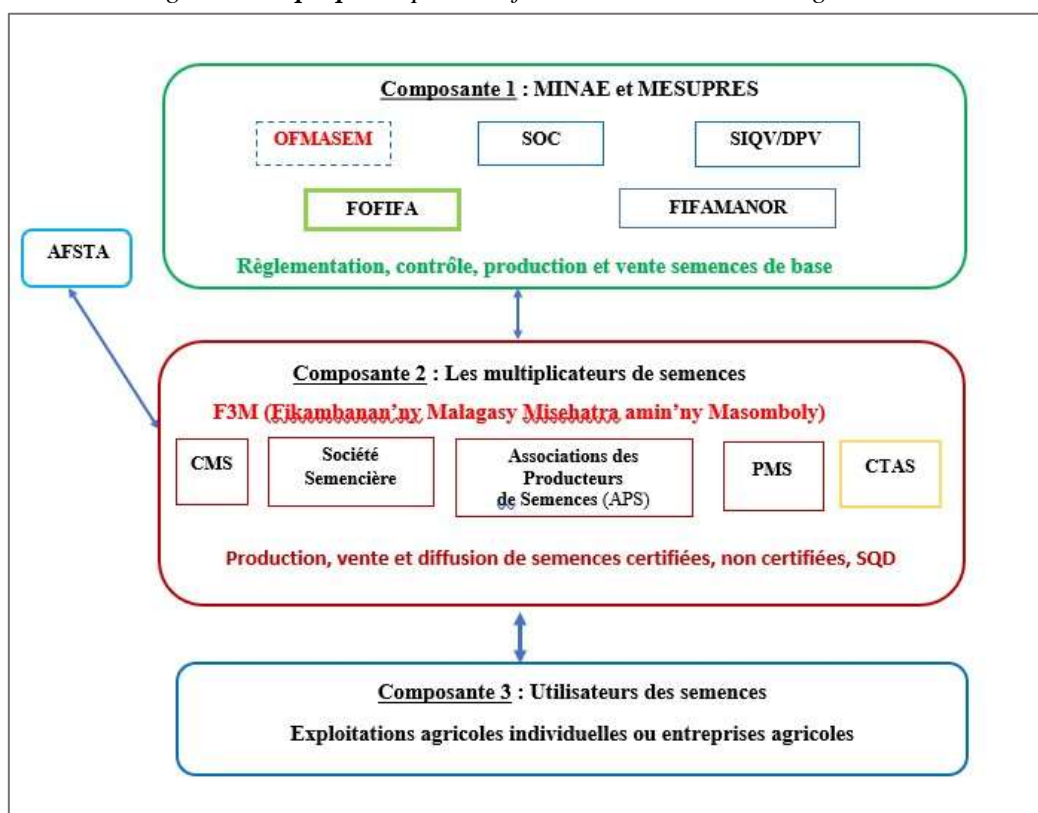 Composante 1 : MINAE et MESUPRES
OFMASEM
SOC
SIQV/DPV
FOFIFA
FIFAMANOR
AFSTA
Règlementation, contrôle, production et vente semences de base
Composante 2 : Les multiplicateurs de semences
F3M (Fikambanan'ny Malagasy Misehatra amin'ny Masomboly)
CMS
Société
Semencière
Associations des
Producteurs
de Semences (APS)
PMS
CTAS
Production, vente et diffusion de semences certifiées, non certifiées, SQD
Composante 3 : Utilisateurs des semences
Exploitations agricoles individuelles ou entreprises agricoles